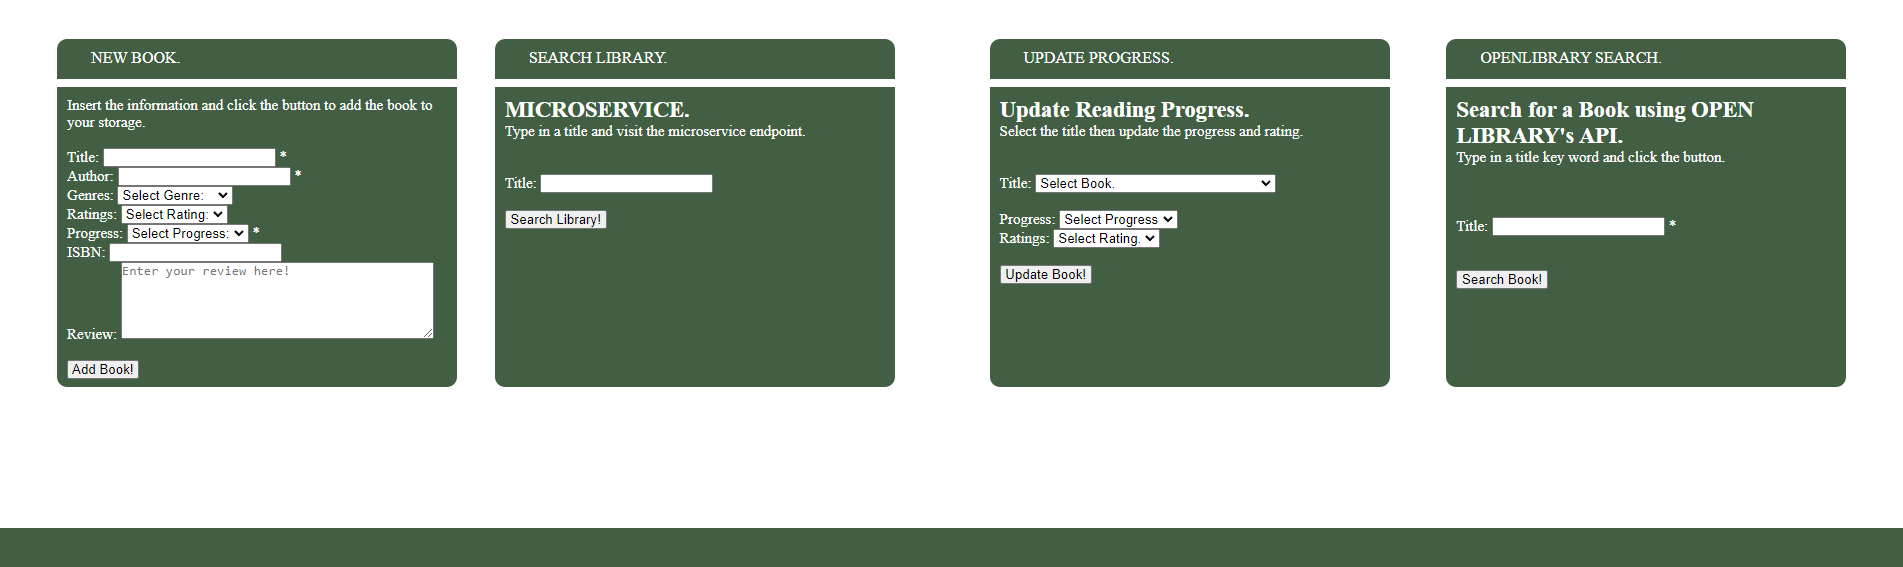 NEW BOOK.
Insert the information and click the button to add the book to
your storage.
Title: *
Author: *
Genres: Select Genre:
Ratings: Select Rating:
Progress: Select Progress: *
ISBN:
Enter your review here!
Review:
Add Book!
SEARCH LIBRARY.
MICROSERVICE.
Type in a title and visit the microservice endpoint.
Title:
Search Library!
UPDATE PROGRESS.
Update Reading Progress.
Select the title then update the progress and rating.
Title: Select Book.
Progress: Select Progress
Ratings: Select Rating.
Update Book!
OPENLIBRARY SEARCH.
Search for a Book using OPEN
LIBRARY's API.
Type in a title key word and click the button.
Title: *
Search Book!